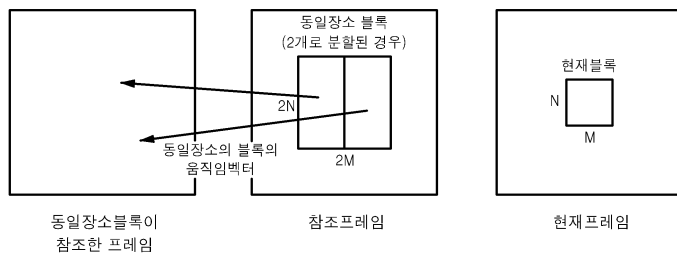 동일장소 블록
(2개로 분할된 경우)
현재블록
2N
N
M
동일장소의 블록의
움직임벡터
2M
동일장소블록이
참조한 프레임
참조프레임
현재프레임